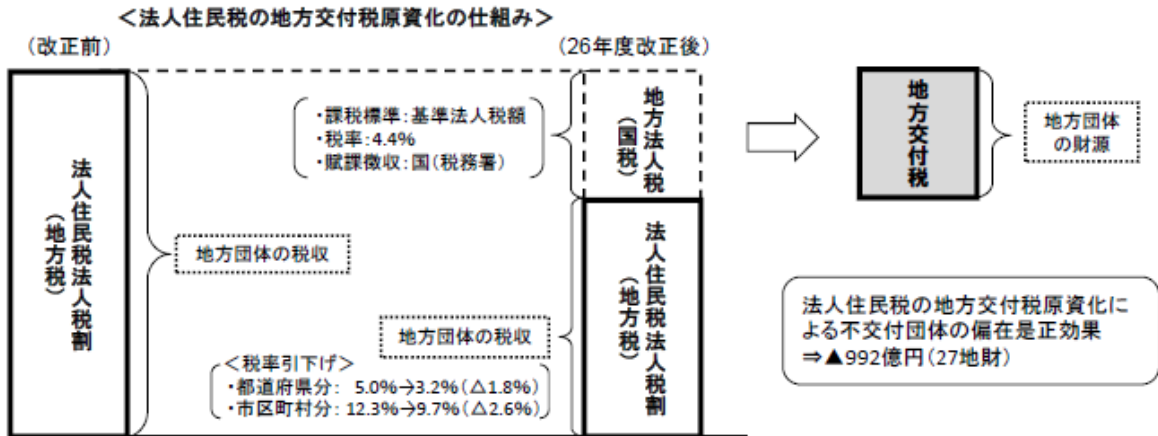 ＜法人住民税の地方交付税原資化の仕組み＞
（改正前）
（26年度改正後）
法人住民税法人税割
（地方税）
地方団体の税収
・課税標準：基準法人税額
・税率：4.4%
・賦課徴収：国（税務署）
地方法人税
（国税）
地方交付税
地方団体
の財源
法人住民税法人税割
（地方税）
地方団体の税収
＜税率引下げ＞
・都道府県分： 5.0%→3.2%（△1.8%）
・市区町村分：12.3%→9.7%（△2.6%）
法人住民税の地方交付税原資化に
よる不交付団体の偏在是正効果
⇒▲992億円（27地財）